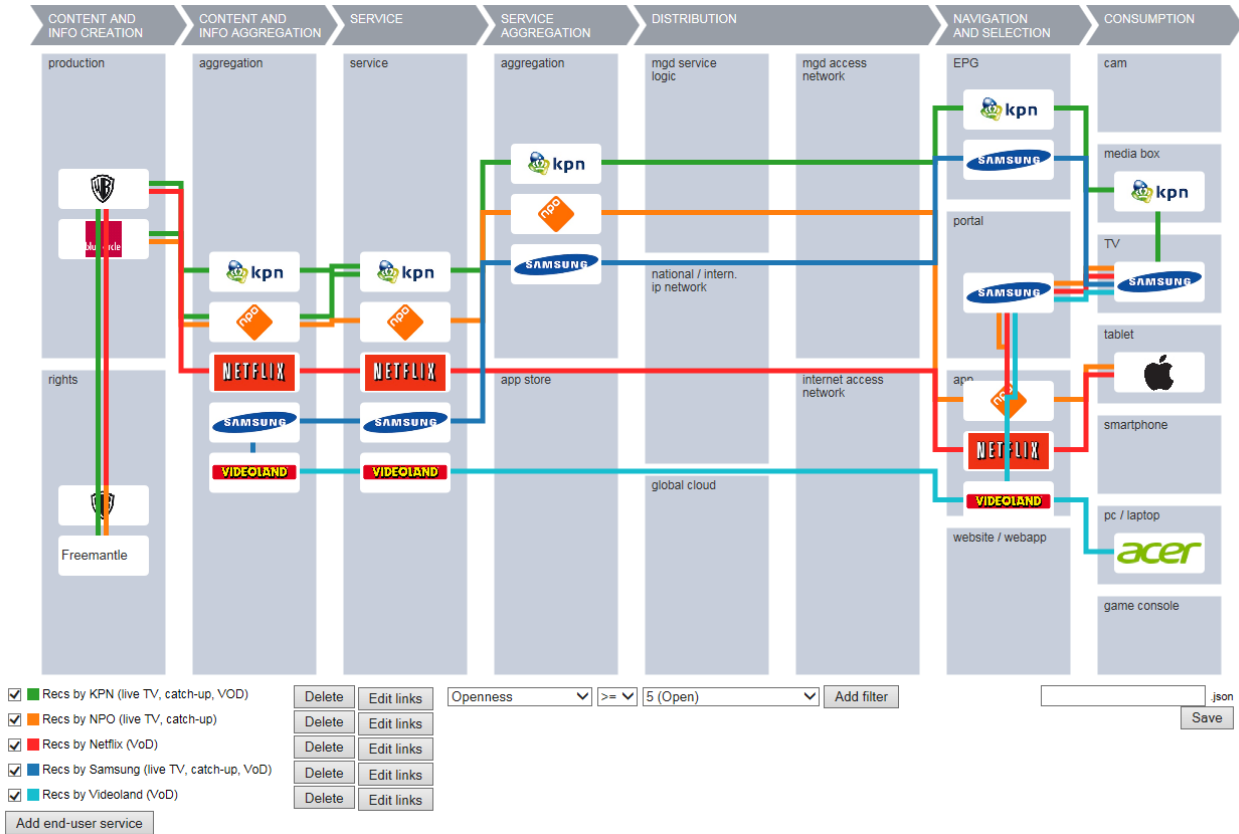 CONTENT AND
INFO CREATION
CONTENT AND
INFO AGGREGATION
SERVICE
SERVICE
AGGREGATION
DISTRIBUTION
NAVIGATION
AND SELECTION
CONSUMPTION
production
aggregation
service
aggregation
mgd service
logic
mgd access
network
EPG
cam
kpn
SAMSUNG
kpn
media box
kpn
npo
portal
TV
kpn
kpn
SAMSUNG
national / intern.
ip network
SAMSUNG
SAMSUNG
npo
npo
tablet
NETFLIX
NETFLIX
rights
app store
internet access
network
app
npo
SAMSUNG
SAMSUNG
smartphone
NETFLIX
VIDEOLAND
VIDEOLAND
global cloud
VIDEOLAND
pc / laptop
Freemantle
website / webapp
acer
game console
Recs by KPN (live TV, catch-up, VOD) Delete Edit links Openness >= 5 (Open) Add filter .json
Recs by NPO (live TV, catch-up) Delete Edit links Save
Recs by Netflix (VoD) Delete Edit links
Recs by Samsung (live TV, catch-up, VoD) Delete Edit links
Recs by Videoland (VoD) Delete Edit links
Add end-user service